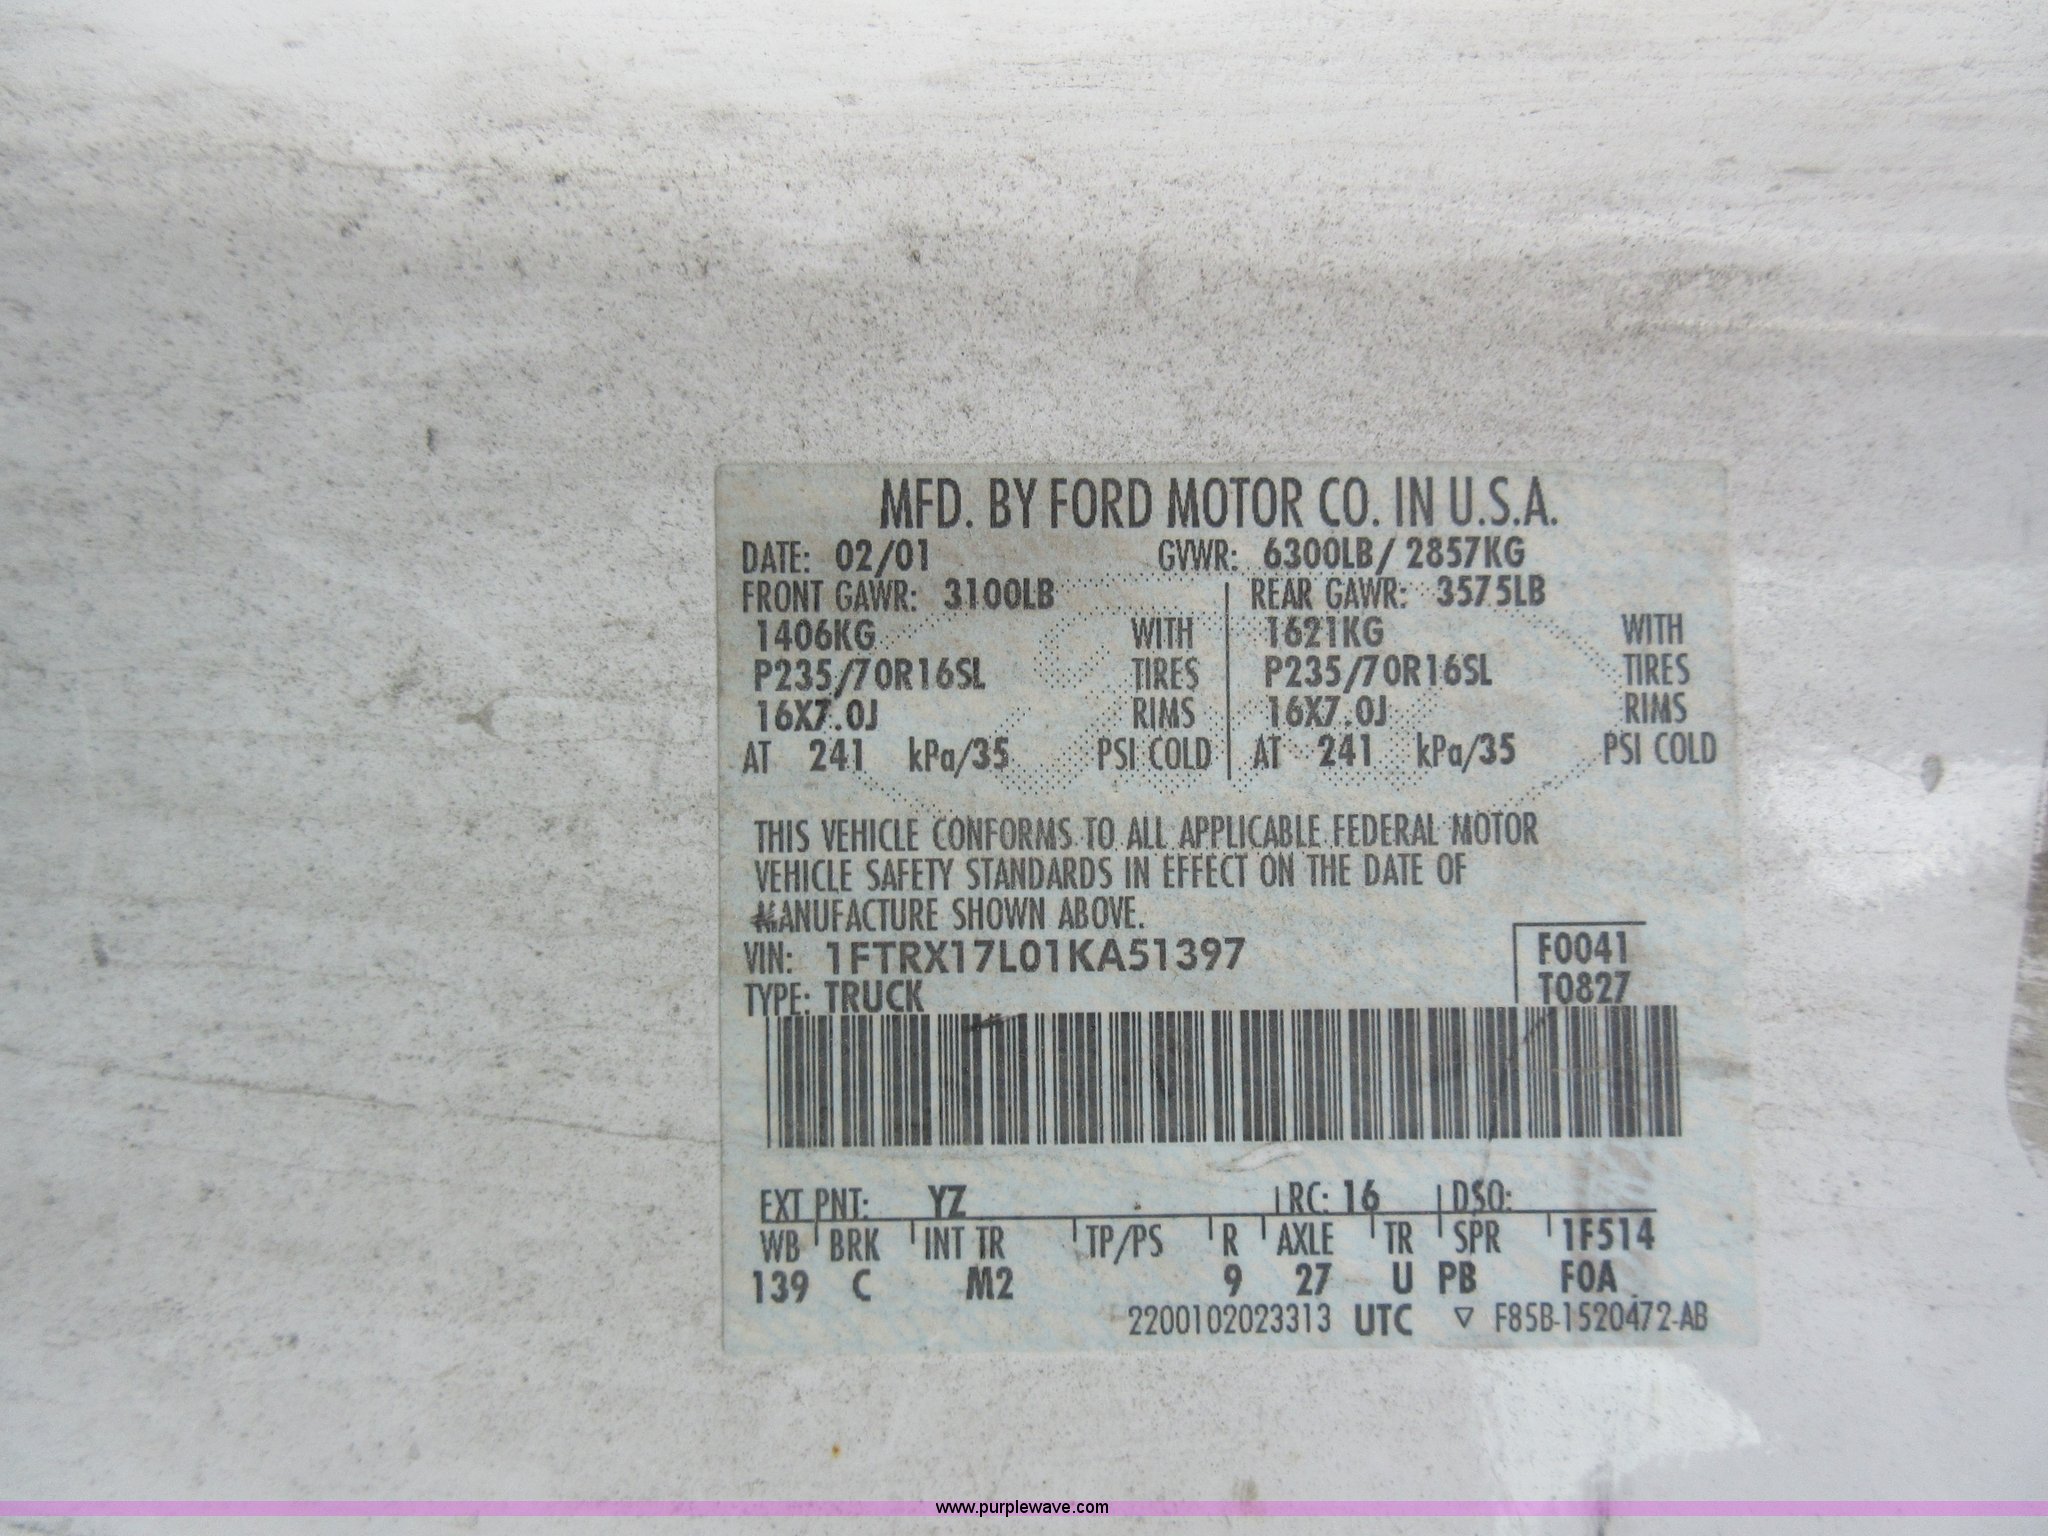 MFD. BY FORD MOTOR CO. IN U.S.A.
DATE: 02/01 GVWR: 6300LB/ 2857KG
FRONT GAWR: 3100LB REAR GAWR: 3575LB
1406KG WITH 1621KG WITH
P235/70R16SL TIRES P235/70R16SL TIRES
16X7.0J RIMS 16X7.0J RIMS
AT 241 kPa/35 PSI COLD AT 241 kPa/35 PSI COLD
THIS VEHICLE CONFORMS TO ALL APPLICABLE FEDERAL MOTOR
VEHICLE SAFETY STANDARDS IN EFFECT ON THE DATE OF
MANUFACTURE SHOWN ABOVE.
VIN: 1FTRX17L01KA51397 F0041
TYPE: TRUCK T0827
EXT PNT: YZ RC: 16 DSO:
WB BRK INT TR TP/PS R AXLE TR SPR 1F514
139 C M2 9 27 U PB F0A
2200102023313 UTC ▽ F85B-1520472-AB
www.purplewave.com